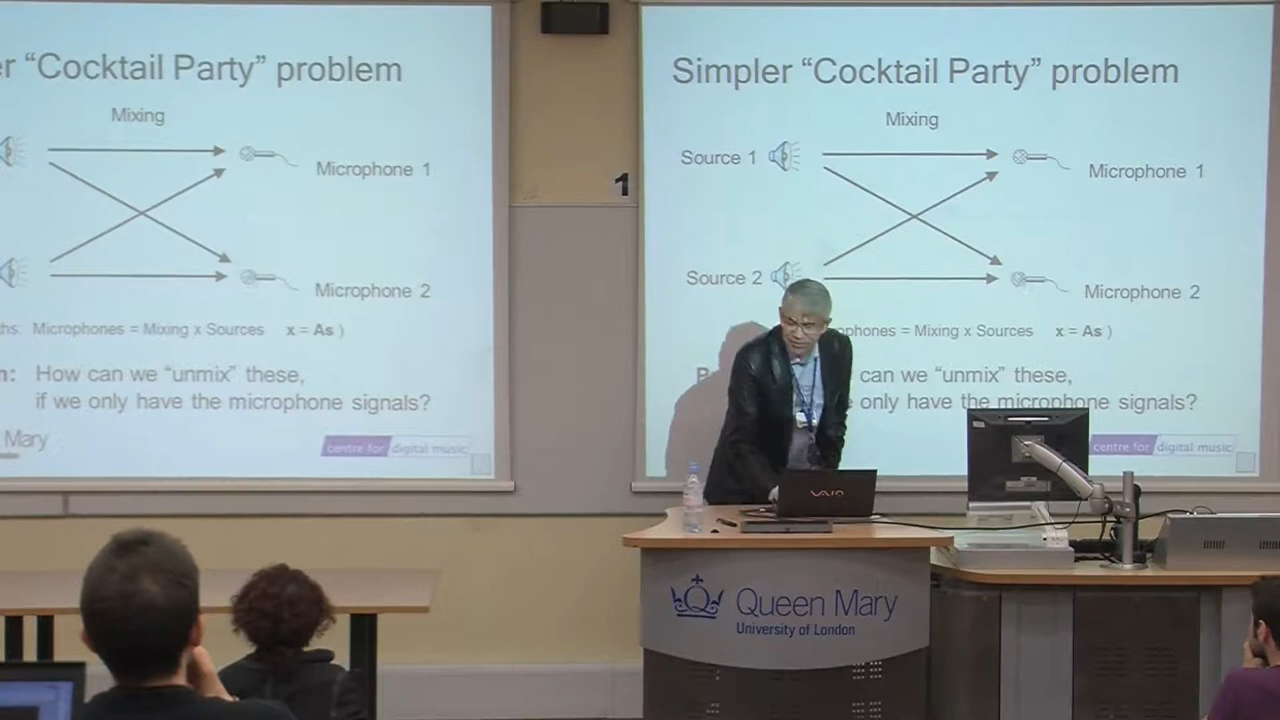 er “Cocktail Party” problem
Mixing
Microphone 1
Microphone 2
ths: Microphones = Mixing x Sources x = As )
n: How can we “unmix” these,
if we only have the microphone signals?
Mary
centre for digital music
1
Simpler “Cocktail Party” problem
Mixing
Source 1
Microphone 1
Source 2
Microphone 2
ophones = Mixing x Sources x = As )
can we “unmix” these,
only have the microphone signals?
centre for digital music
VAIO
Queen Mary
University of London